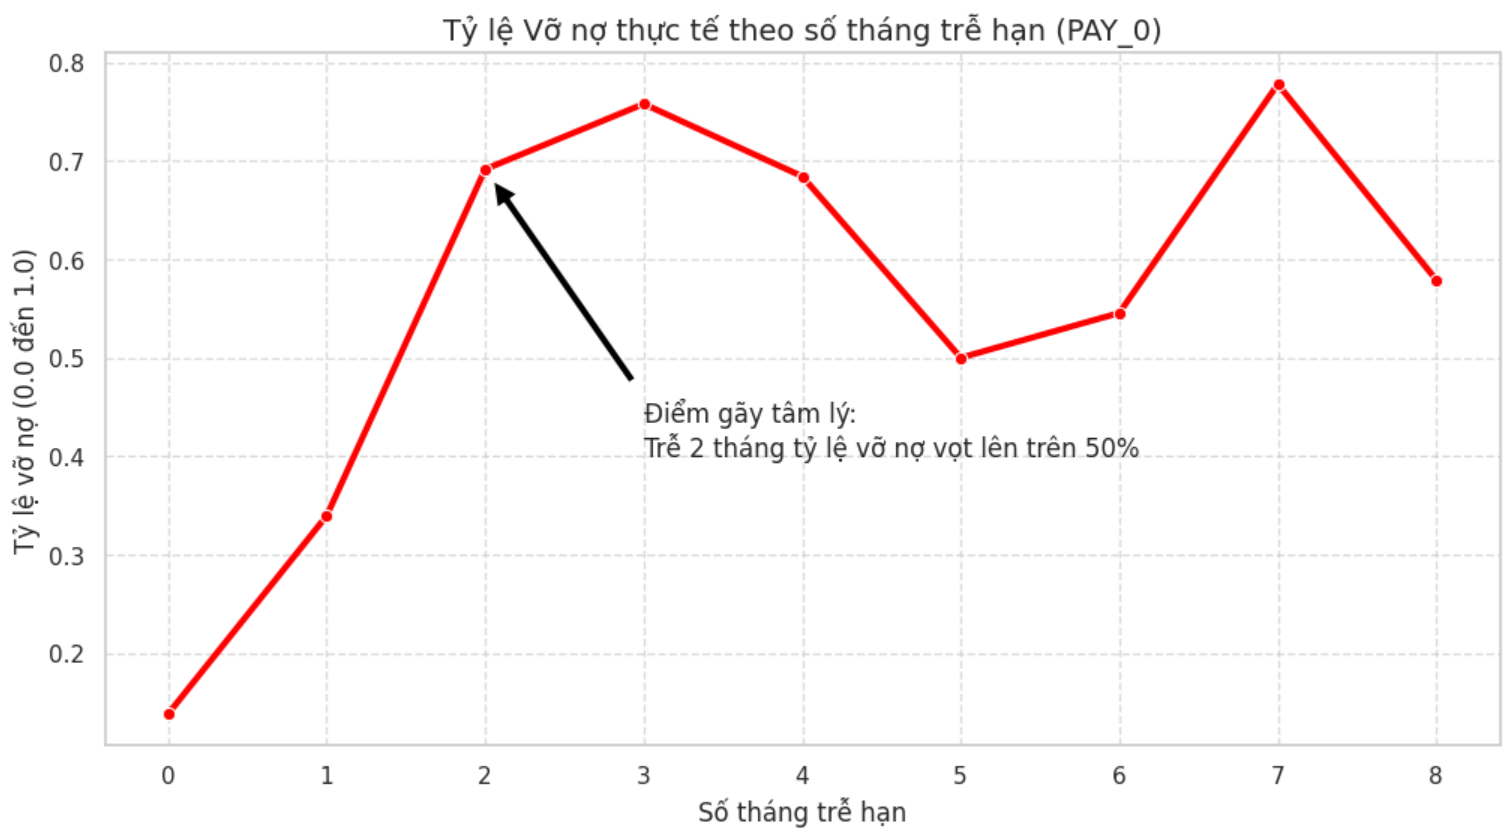 Tỷ lệ Vỡ nợ thực tế theo số tháng trễ hạn (PAY_0)
Tỷ lệ vỡ nợ (0.0 đến 1.0)
0.8
0.7
0.6
0.5
0.4
0.3
0.2
Điểm gãy tâm lý:
Trễ 2 tháng tỷ lệ vỡ nợ vọt lên trên 50%
0 1 2 3 4 5 6 7 8
Số tháng trễ hạn